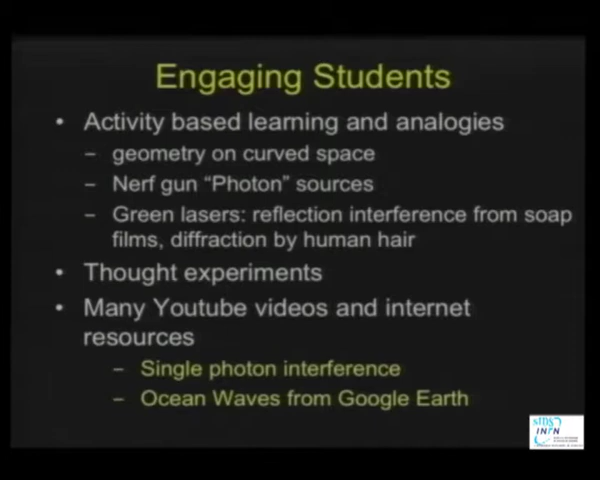 Engaging Students
• Activity based learning and analogies
– geometry on curved space
– Nerf gun “Photon” sources
– Green lasers: reflection interference from soap
films, diffraction by human hair
• Thought experiments
• Many Youtube videos and internet
resources
– Single photon interference
– Ocean Waves from Google Earth
INFN